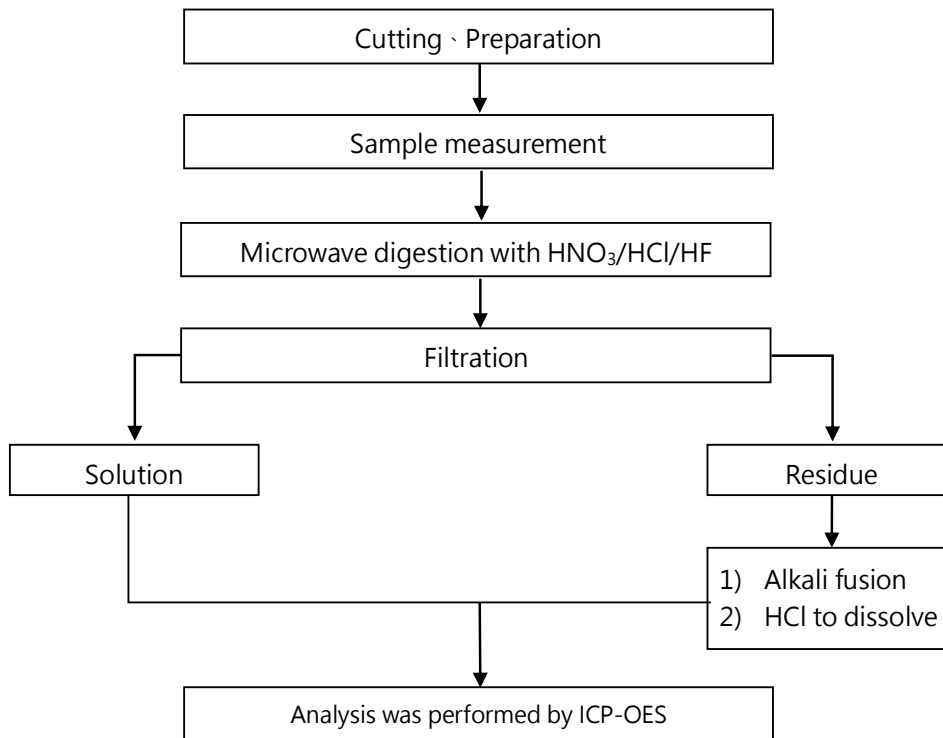 Cutting、Preparation
Sample measurement
Microwave digestion with HNO₃/HCl/HF
Filtration
Solution
Residue
1) Alkali fusion
2) HCl to dissolve
Analysis was performed by ICP-OES